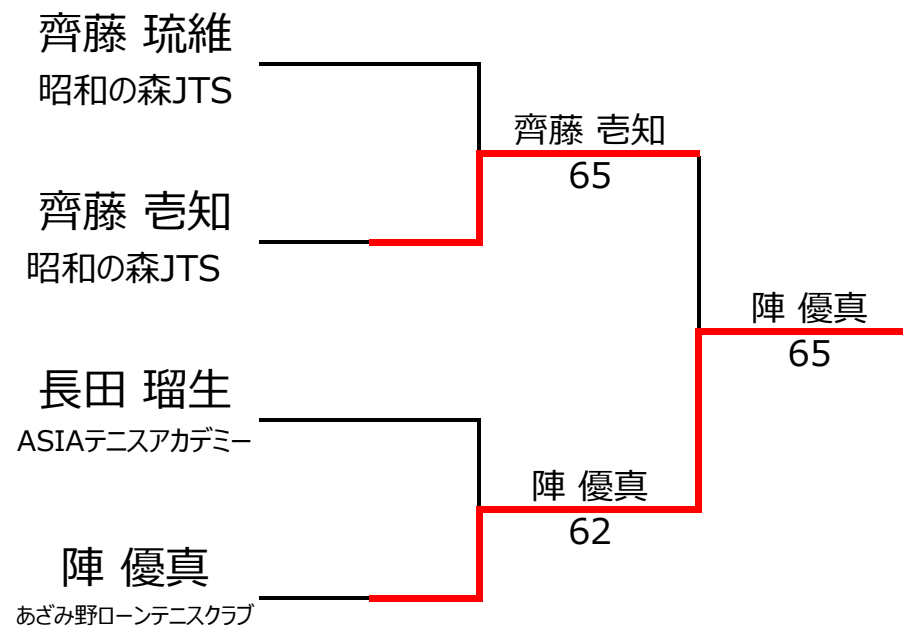 齊藤 琉維
昭和の森JTS
齊藤 壱知
65
齊藤 壱知
昭和の森JTS
陣 優真
65
長田 瑠生
ASIAテニスアカデミー
陣 優真
62
陣 優真
あざみ野ローンテニスクラブ